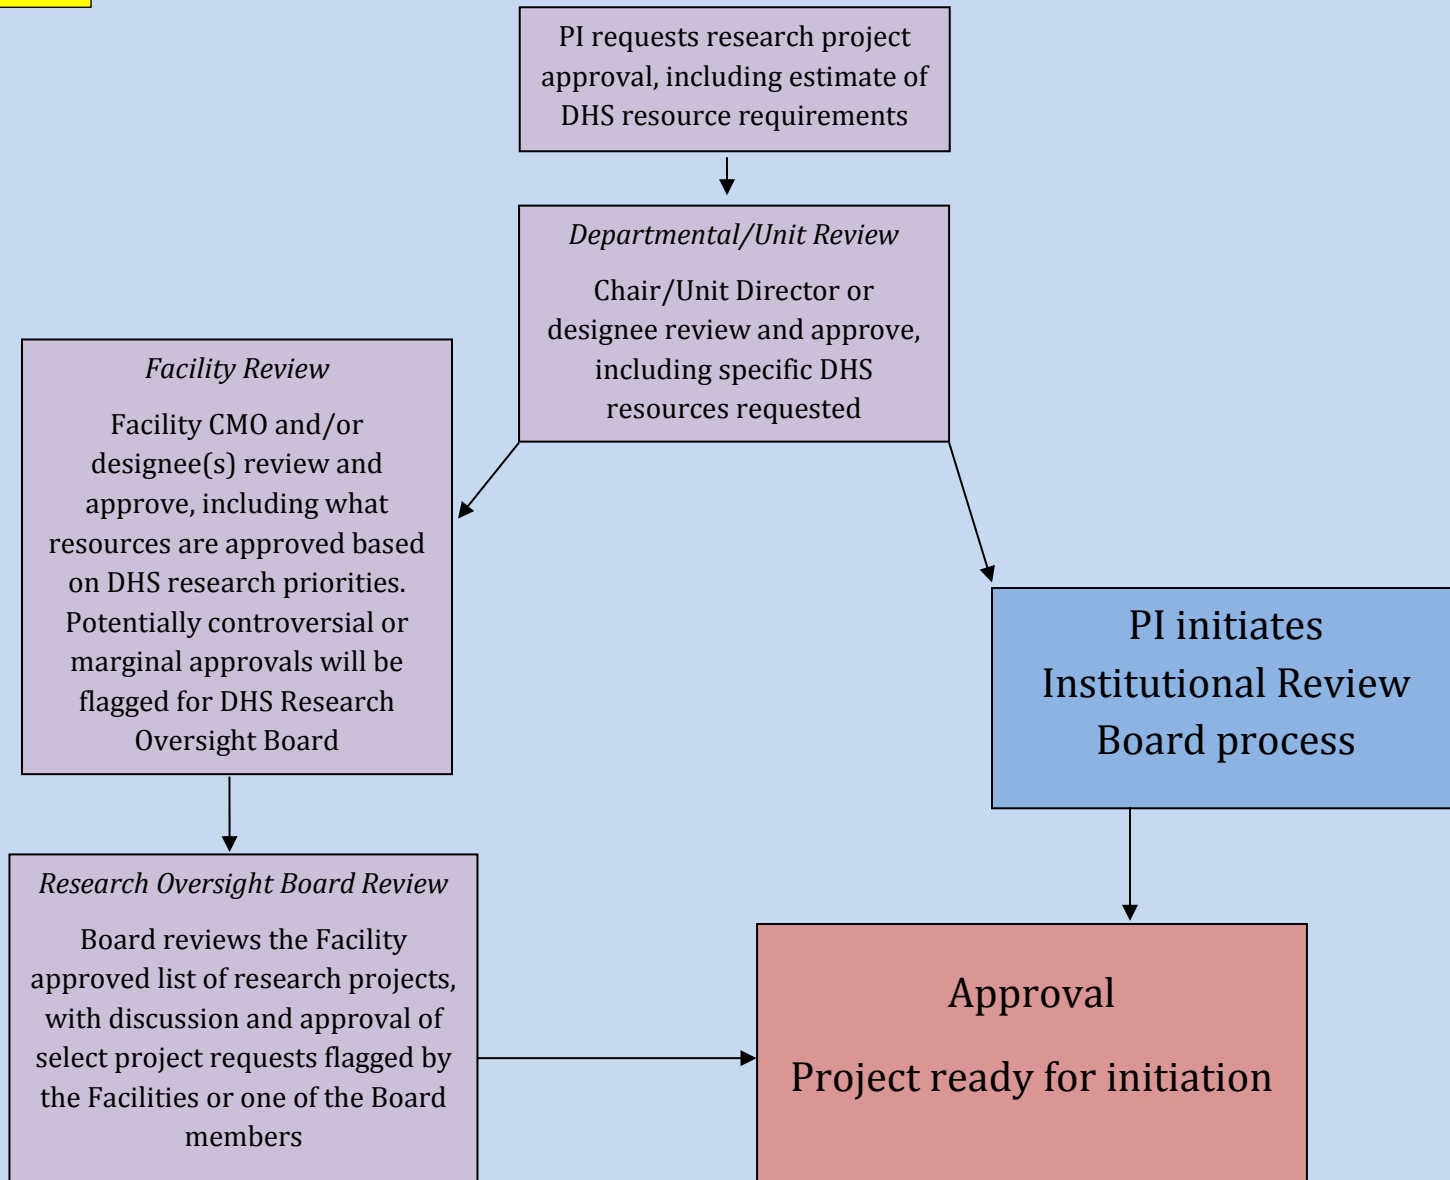 PI requests research project
approval, including estimate of
DHS resource requirements
Departmental/Unit Review
Chair/Unit Director or
designee review and approve,
including specific DHS
resources requested
Facility Review
Facility CMO and/or
designee(s) review and
approve, including what
resources are approved based
on DHS research priorities.
Potentially controversial or
marginal approvals will be
flagged for DHS Research
Oversight Board
PI initiates
Institutional Review
Board process
Research Oversight Board Review
Board reviews the Facility
approved list of research projects,
with discussion and approval of
select project requests flagged by
the Facilities or one of the Board
members
Approval
Project ready for initiation